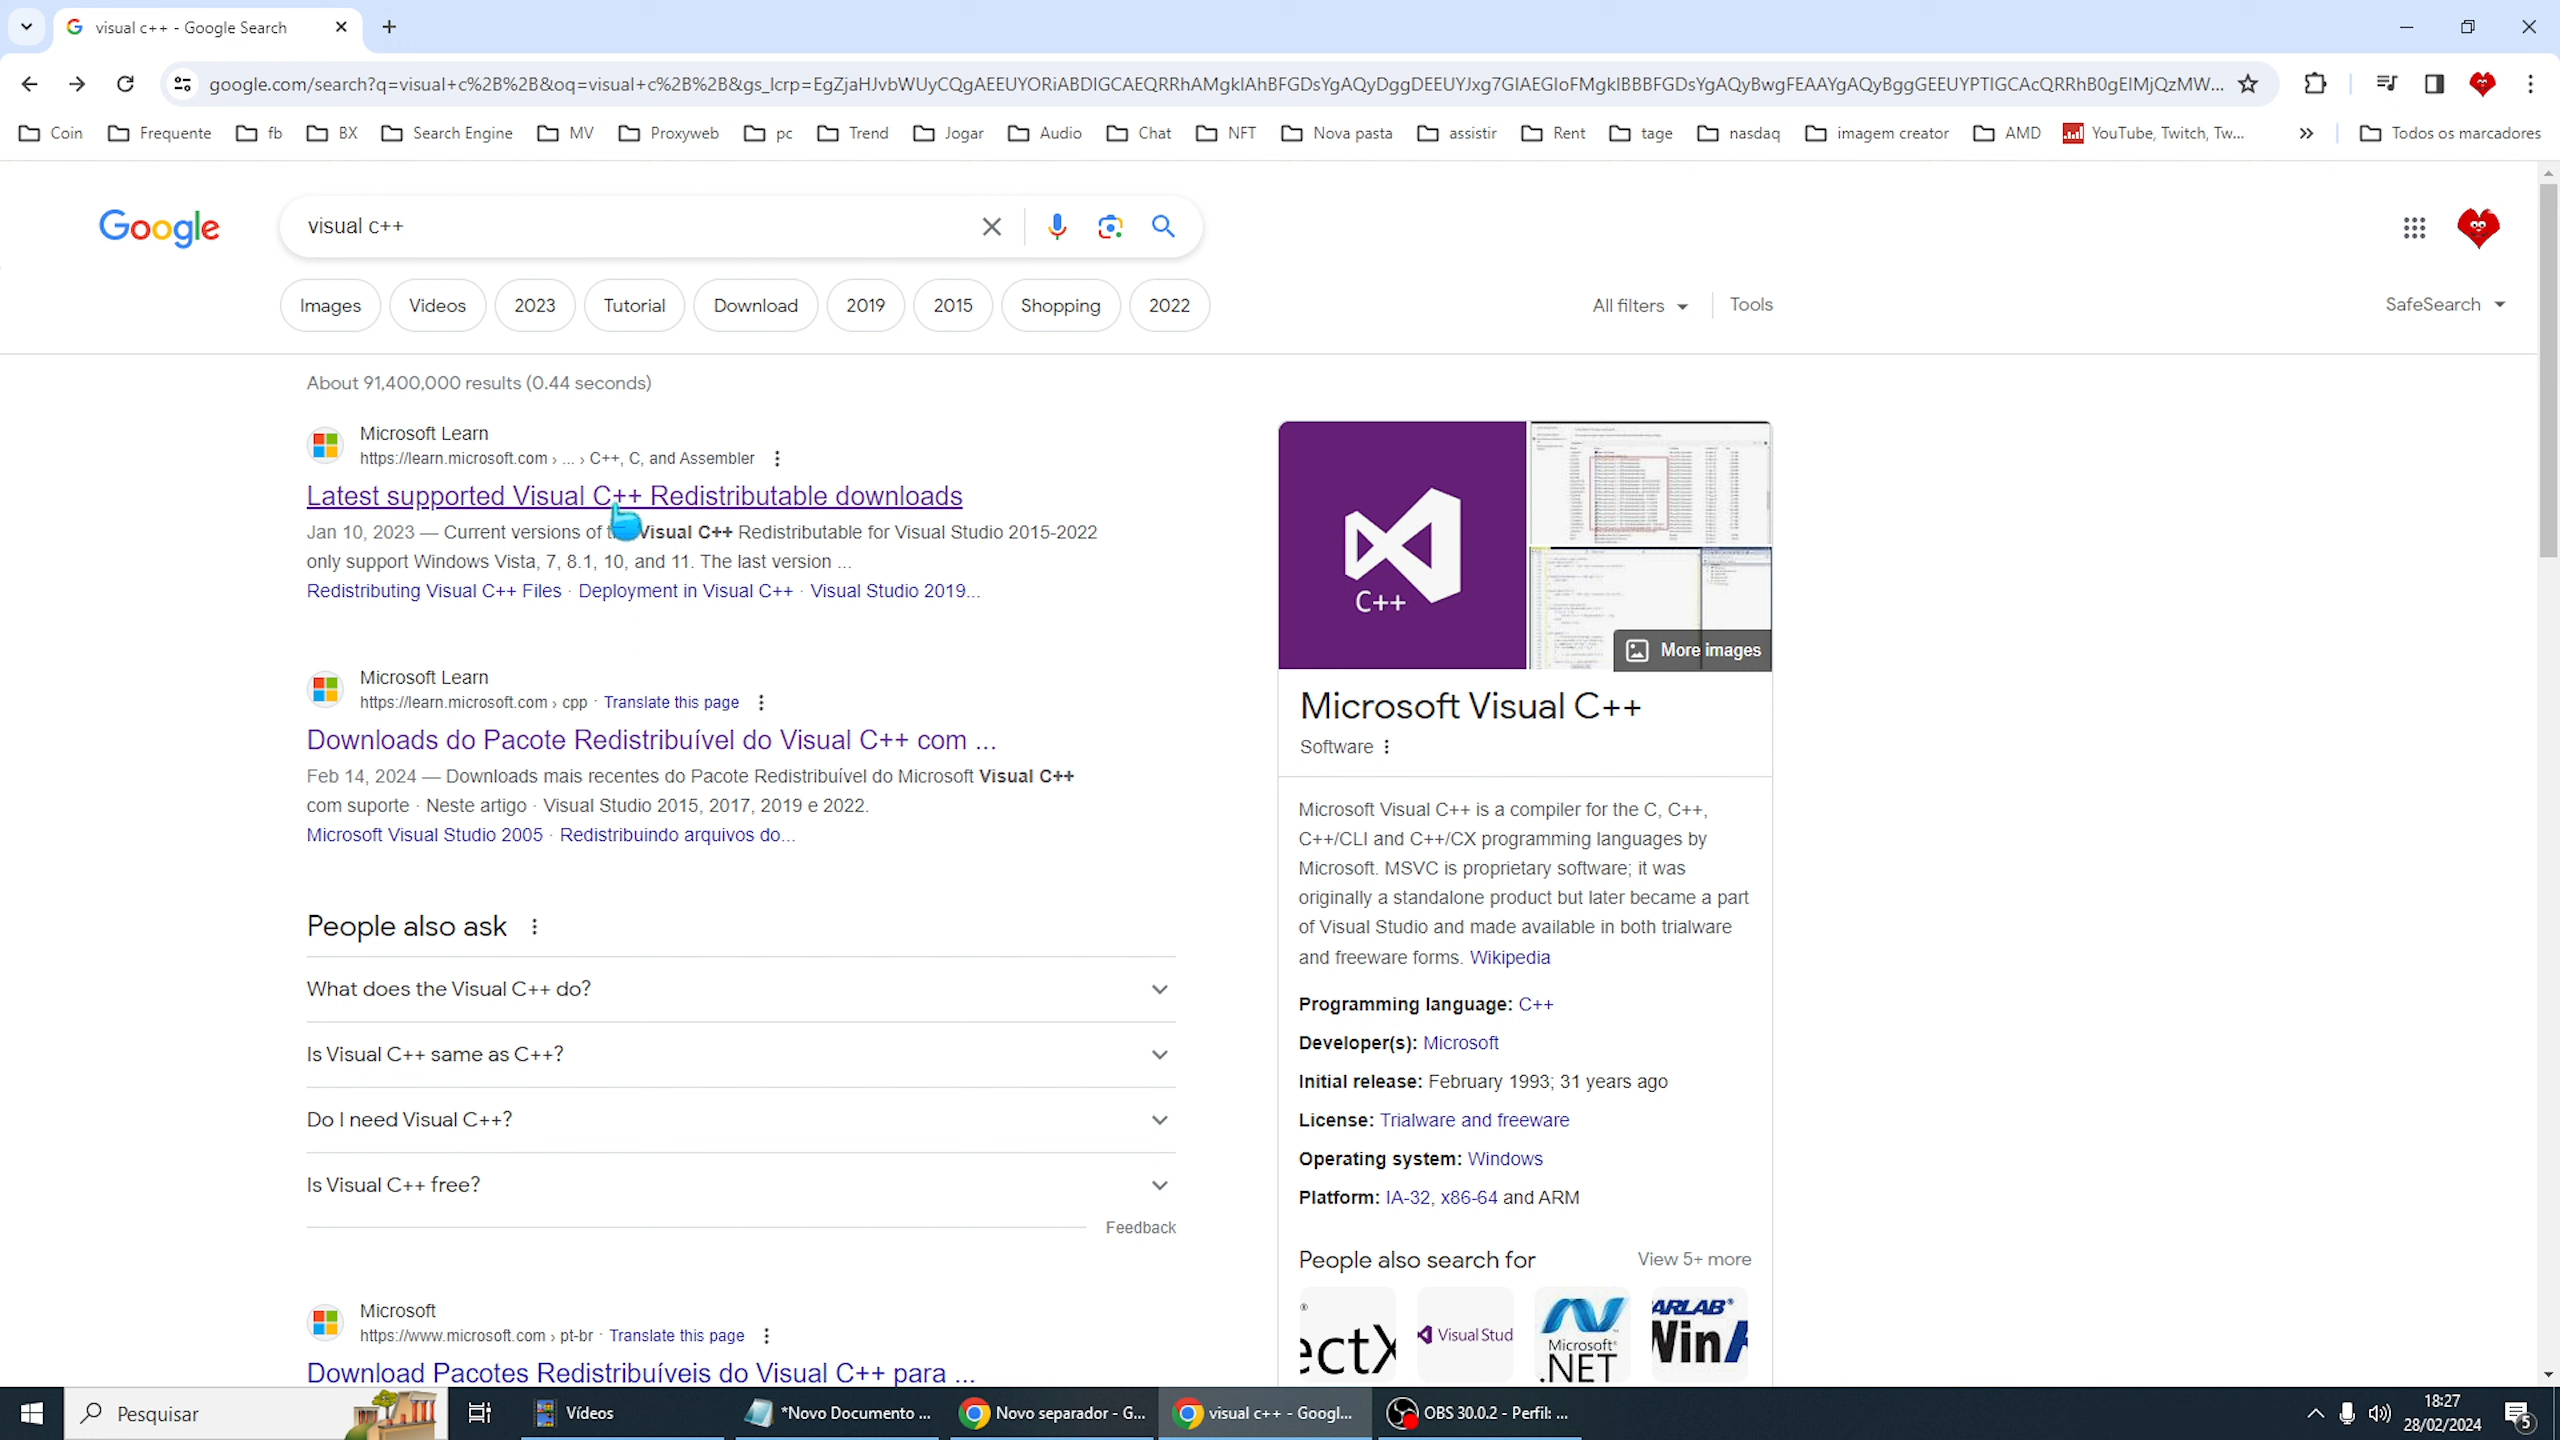 visual c++ - Google Search
google.com/search?q=visual+c%2B%2B&oq=visual+c%2B%2B&gs_lcrp=EgZjaHJvbWUyCQgAEEUYORiABDIGCAEQRRhAMgkIAhBFGDsYgAQyDggDEEUYJxg7GIAEGIoFMgkIBBBFGDsYgAQyBwgFEAAYgAQyBggGEEUYPTIGCAcQRRhB0gEIMjQzMW...
Coin Frequente fb BX Search Engine MV Proxyweb pc Trend Jogar Audio Chat NFT Nova pasta assistir Rent tage nasdaq imagem creator AMD YouTube, Twitch, Tw... » Todos os marcadores
Google
visual c++
Images Videos 2023 Tutorial Download 2019 2015 Shopping 2022
All filters Tools SafeSearch
About 91,400,000 results (0.44 seconds)
Microsoft Learn
https://learn.microsoft.com › ... › C++, C, and Assembler
Latest supported Visual C++ Redistributable downloads
Jan 10, 2023 — Current versions of Visual C++ Redistributable for Visual Studio 2015-2022
only support Windows Vista, 7, 8.1, 10, and 11. The last version ...
Redistributing Visual C++ Files · Deployment in Visual C++ · Visual Studio 2019...
Microsoft Learn
https://learn.microsoft.com › cpp · Translate this page
Downloads do Pacote Redistribuível do Visual C++ com ...
Feb 14, 2024 — Downloads mais recentes do Pacote Redistribuível do Microsoft Visual C++
com suporte · Neste artigo · Visual Studio 2015, 2017, 2019 e 2022.
Microsoft Visual Studio 2005 · Redistribuindo arquivos do...
People also ask
What does the Visual C++ do?
Is Visual C++ same as C++?
Do I need Visual C++?
Is Visual C++ free?
Feedback
Microsoft
https://www.microsoft.com › pt-br · Translate this page
Download Pacotes Redistribuíveis do Visual C++ para ...
C++
More images
Microsoft Visual C++
Software
Microsoft Visual C++ is a compiler for the C, C++,
C++/CLI and C++/CX programming languages by
Microsoft. MSVC is proprietary software; it was
originally a standalone product but later became a part
of Visual Studio and made available in both trialware
and freeware forms. Wikipedia
Programming language: C++
Developer(s): Microsoft
Initial release: February 1993; 31 years ago
License: Trialware and freeware
Operating system: Windows
Platform: IA-32, x86-64 and ARM
People also search for
View 5+ more
ectX
Visual Stud
Microsoft® .NET
ARLAB® WinA
Pesquisar
Vídeos
*Novo Documento ...
Novo separador - G...
visual c++ - Googl...
OBS 30.0.2 - Perfil: ...
18:27
28/02/2024
5